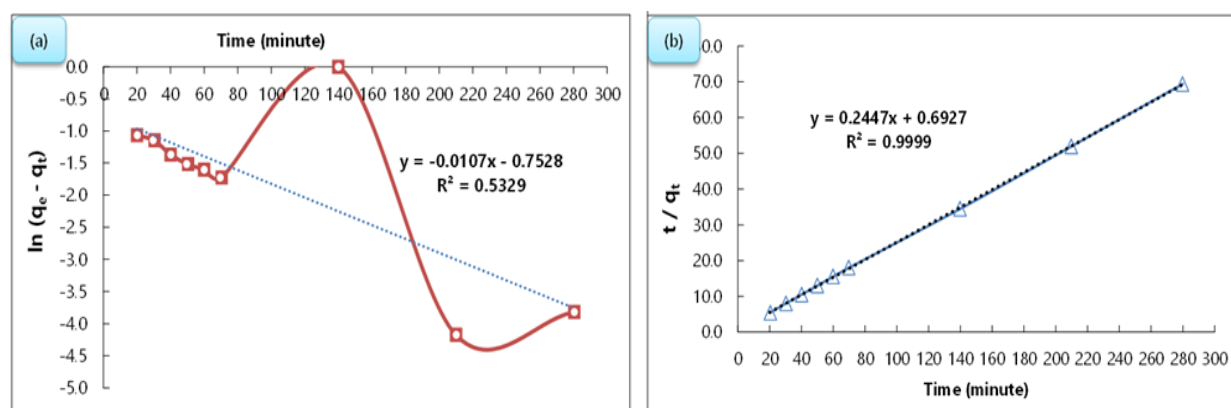 (a)
Time (minute)
0.0
0 20 40 60 80 100 120 140 160 180 200 220 240 260 280 300
-0.5
-1.0
-1.5
-2.0
-2.5
-3.0
-3.5
-4.0
-4.5
-5.0
ln (qe - qt)
y = -0.0107x - 0.7528
R² = 0.5329
(b)
80.0
70.0
60.0
50.0
40.0
30.0
20.0
10.0
0.0
t / qt
y = 0.2447x + 0.6927
R² = 0.9999
0 20 40 60 80 100 120 140 160 180 200 220 240 260 280 300
Time (minute)